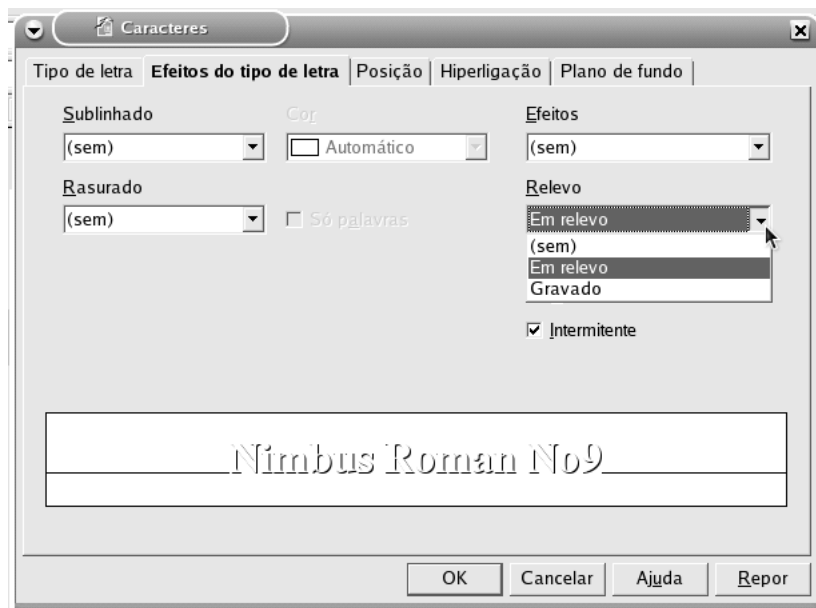 Caracteres
Tipo de letra Efeitos do tipo de letra Posição Hiperligação Plano de fundo
Sublinhado Cor Efeitos
(sem) Automático (sem)
Rasurado Relevo
(sem) Só palavras Em relevo
(sem)
Em relevo
Gravado
Intermitente
Nimbus Roman No9
OK Cancelar Ajuda Repor